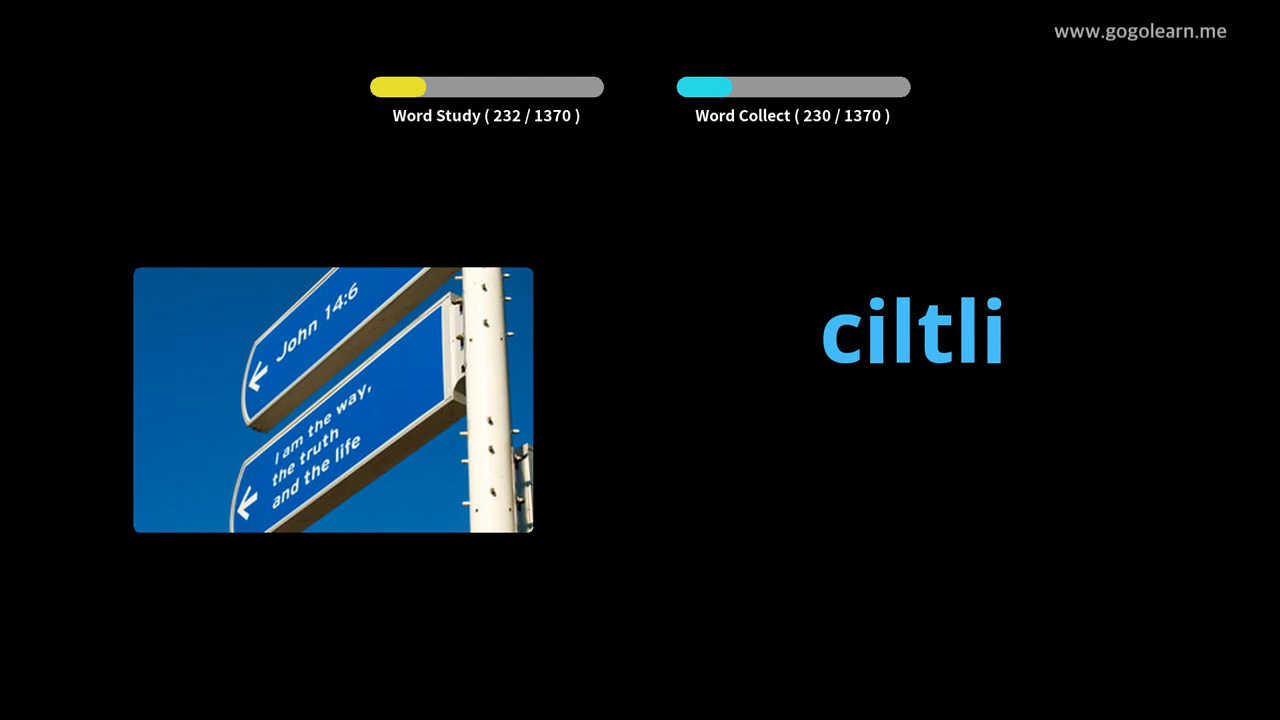 www.gogolearn.me
Word Study ( 232 / 1370 )
Word Collect ( 230 / 1370 )
John 14:6
I am the way,
the truth
and the life
ciltli